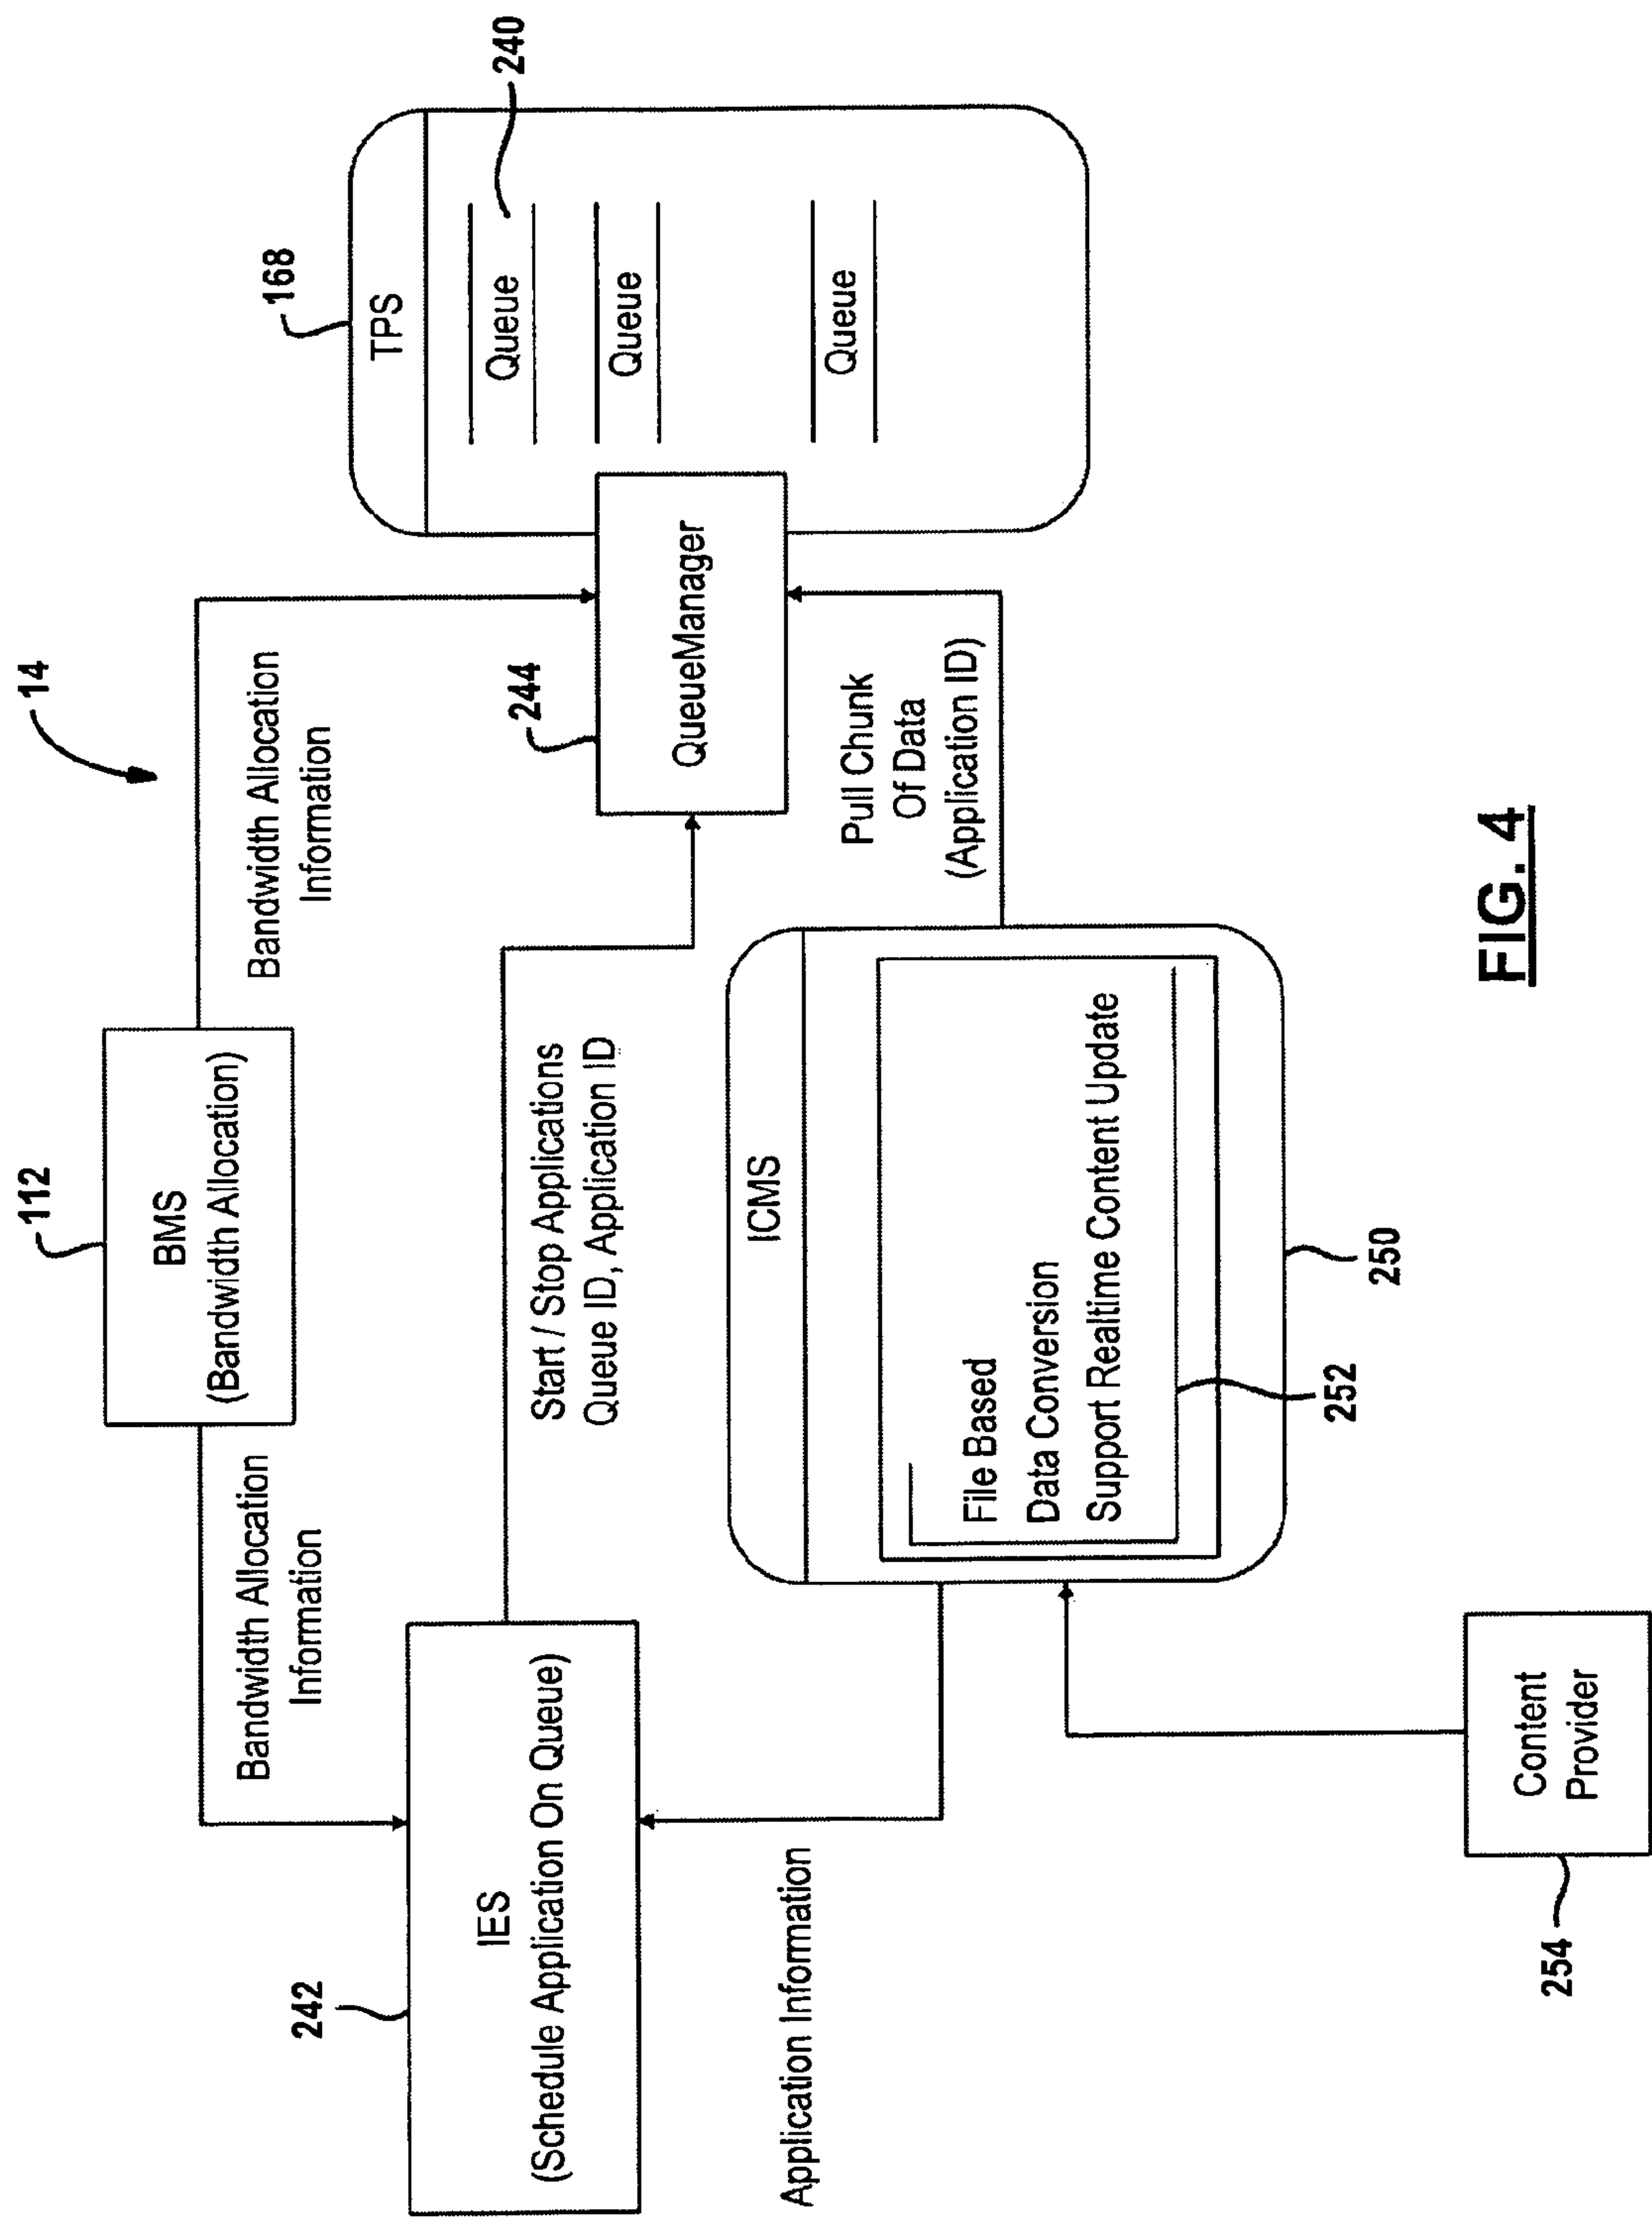 14
112
BMS
(Bandwidth Allocation)
Bandwidth Allocation
Information
Bandwidth Allocation
Information
168
TPS
240
Queue
Queue
Queue
242
IES
(Schedule Application On Queue)
Start / Stop Applications
Queue ID, Application ID
244
QueueManager
Application Information
ICMS
File Based
Data Conversion
Support Realtime Content Update
252
250
Pull Chunk
Of Data
(Application ID)
254
Content
Provider
FIG. 4